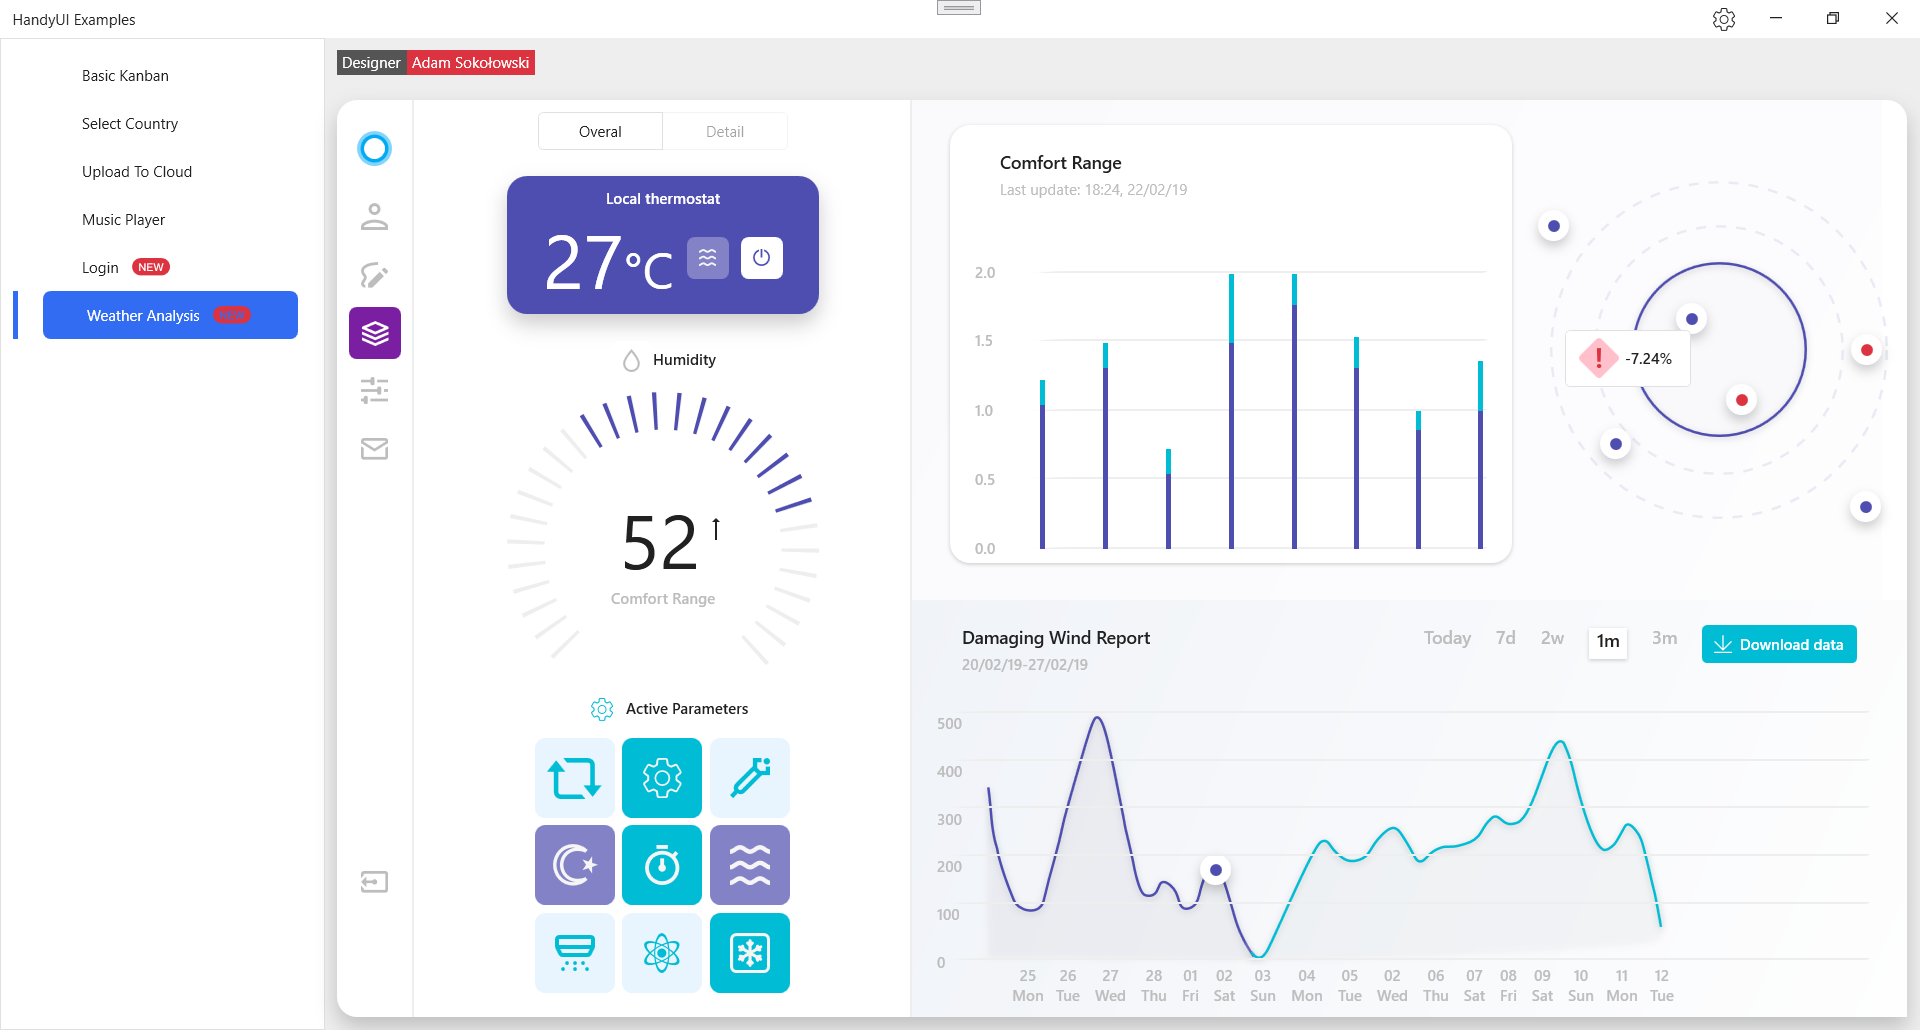 HandyUI Examples
Basic Kanban
Select Country
Upload To Cloud
Music Player
Login NEW
Weather Analysis NEW
Designer Adam Sokołowski
Overal Detail
Local thermostat
27°C
Humidity
52
Comfort Range
Active Parameters
Comfort Range
Last update: 18:24, 22/02/19
2.0
1.5
1.0
0.5
0.0
-7.24%
Damaging Wind Report
20/02/19-27/02/19
Today 7d 2w 1m 3m Download data
500
400
300
200
100
0
25 26 27 28 01 02 03 04 05 02 06 07 08 09 10 11 12
Mon Tue Wed Thu Fri Sat Sun Mon Tue Wed Thu Sat Fri Sat Sun Mon Tue